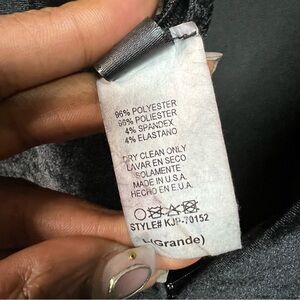 96% POLYESTER
96% POLIESTER
4% SPANDEX
4% ELASTANO
DRY CLEAN ONLY
LAVAR EN SECO
SOLAMENTE
MADE IN U.S.A.
HECHO EN E.U.A.
STYLE# KJP-70152
(Grande)